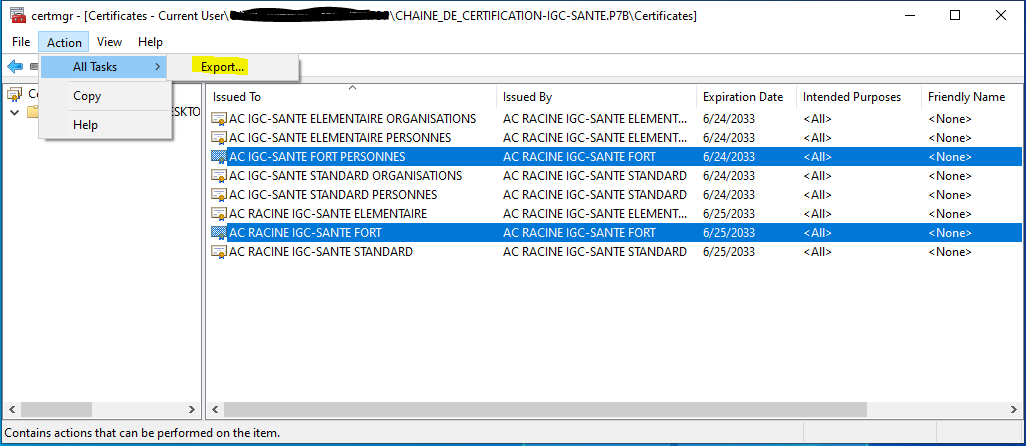 certmgr - [Certificates - Current User\ \CHAINE_DE_CERTIFICATION-IGC-SANTE.P7B\Certificates]
File Action View Help
All Tasks > Export...
Copy
Help
Issued To Issued By Expiration Date Intended Purposes Friendly Name
AC IGC-SANTE ELEMENTAIRE ORGANISATIONS AC RACINE IGC-SANTE ELEMENT... 6/24/2033 <All> <None>
AC IGC-SANTE ELEMENTAIRE PERSONNES AC RACINE IGC-SANTE ELEMENT... 6/24/2033 <All> <None>
AC IGC-SANTE FORT PERSONNES AC RACINE IGC-SANTE FORT 6/24/2033 <All> <None>
AC IGC-SANTE STANDARD ORGANISATIONS AC RACINE IGC-SANTE STANDARD 6/24/2033 <All> <None>
AC IGC-SANTE STANDARD PERSONNES AC RACINE IGC-SANTE STANDARD 6/24/2033 <All> <None>
AC RACINE IGC-SANTE ELEMENTAIRE AC RACINE IGC-SANTE ELEMENT... 6/25/2033 <All> <None>
AC RACINE IGC-SANTE FORT AC RACINE IGC-SANTE FORT 6/25/2033 <All> <None>
AC RACINE IGC-SANTE STANDARD AC RACINE IGC-SANTE STANDARD 6/25/2033 <All> <None>
Contains actions that can be performed on the item.